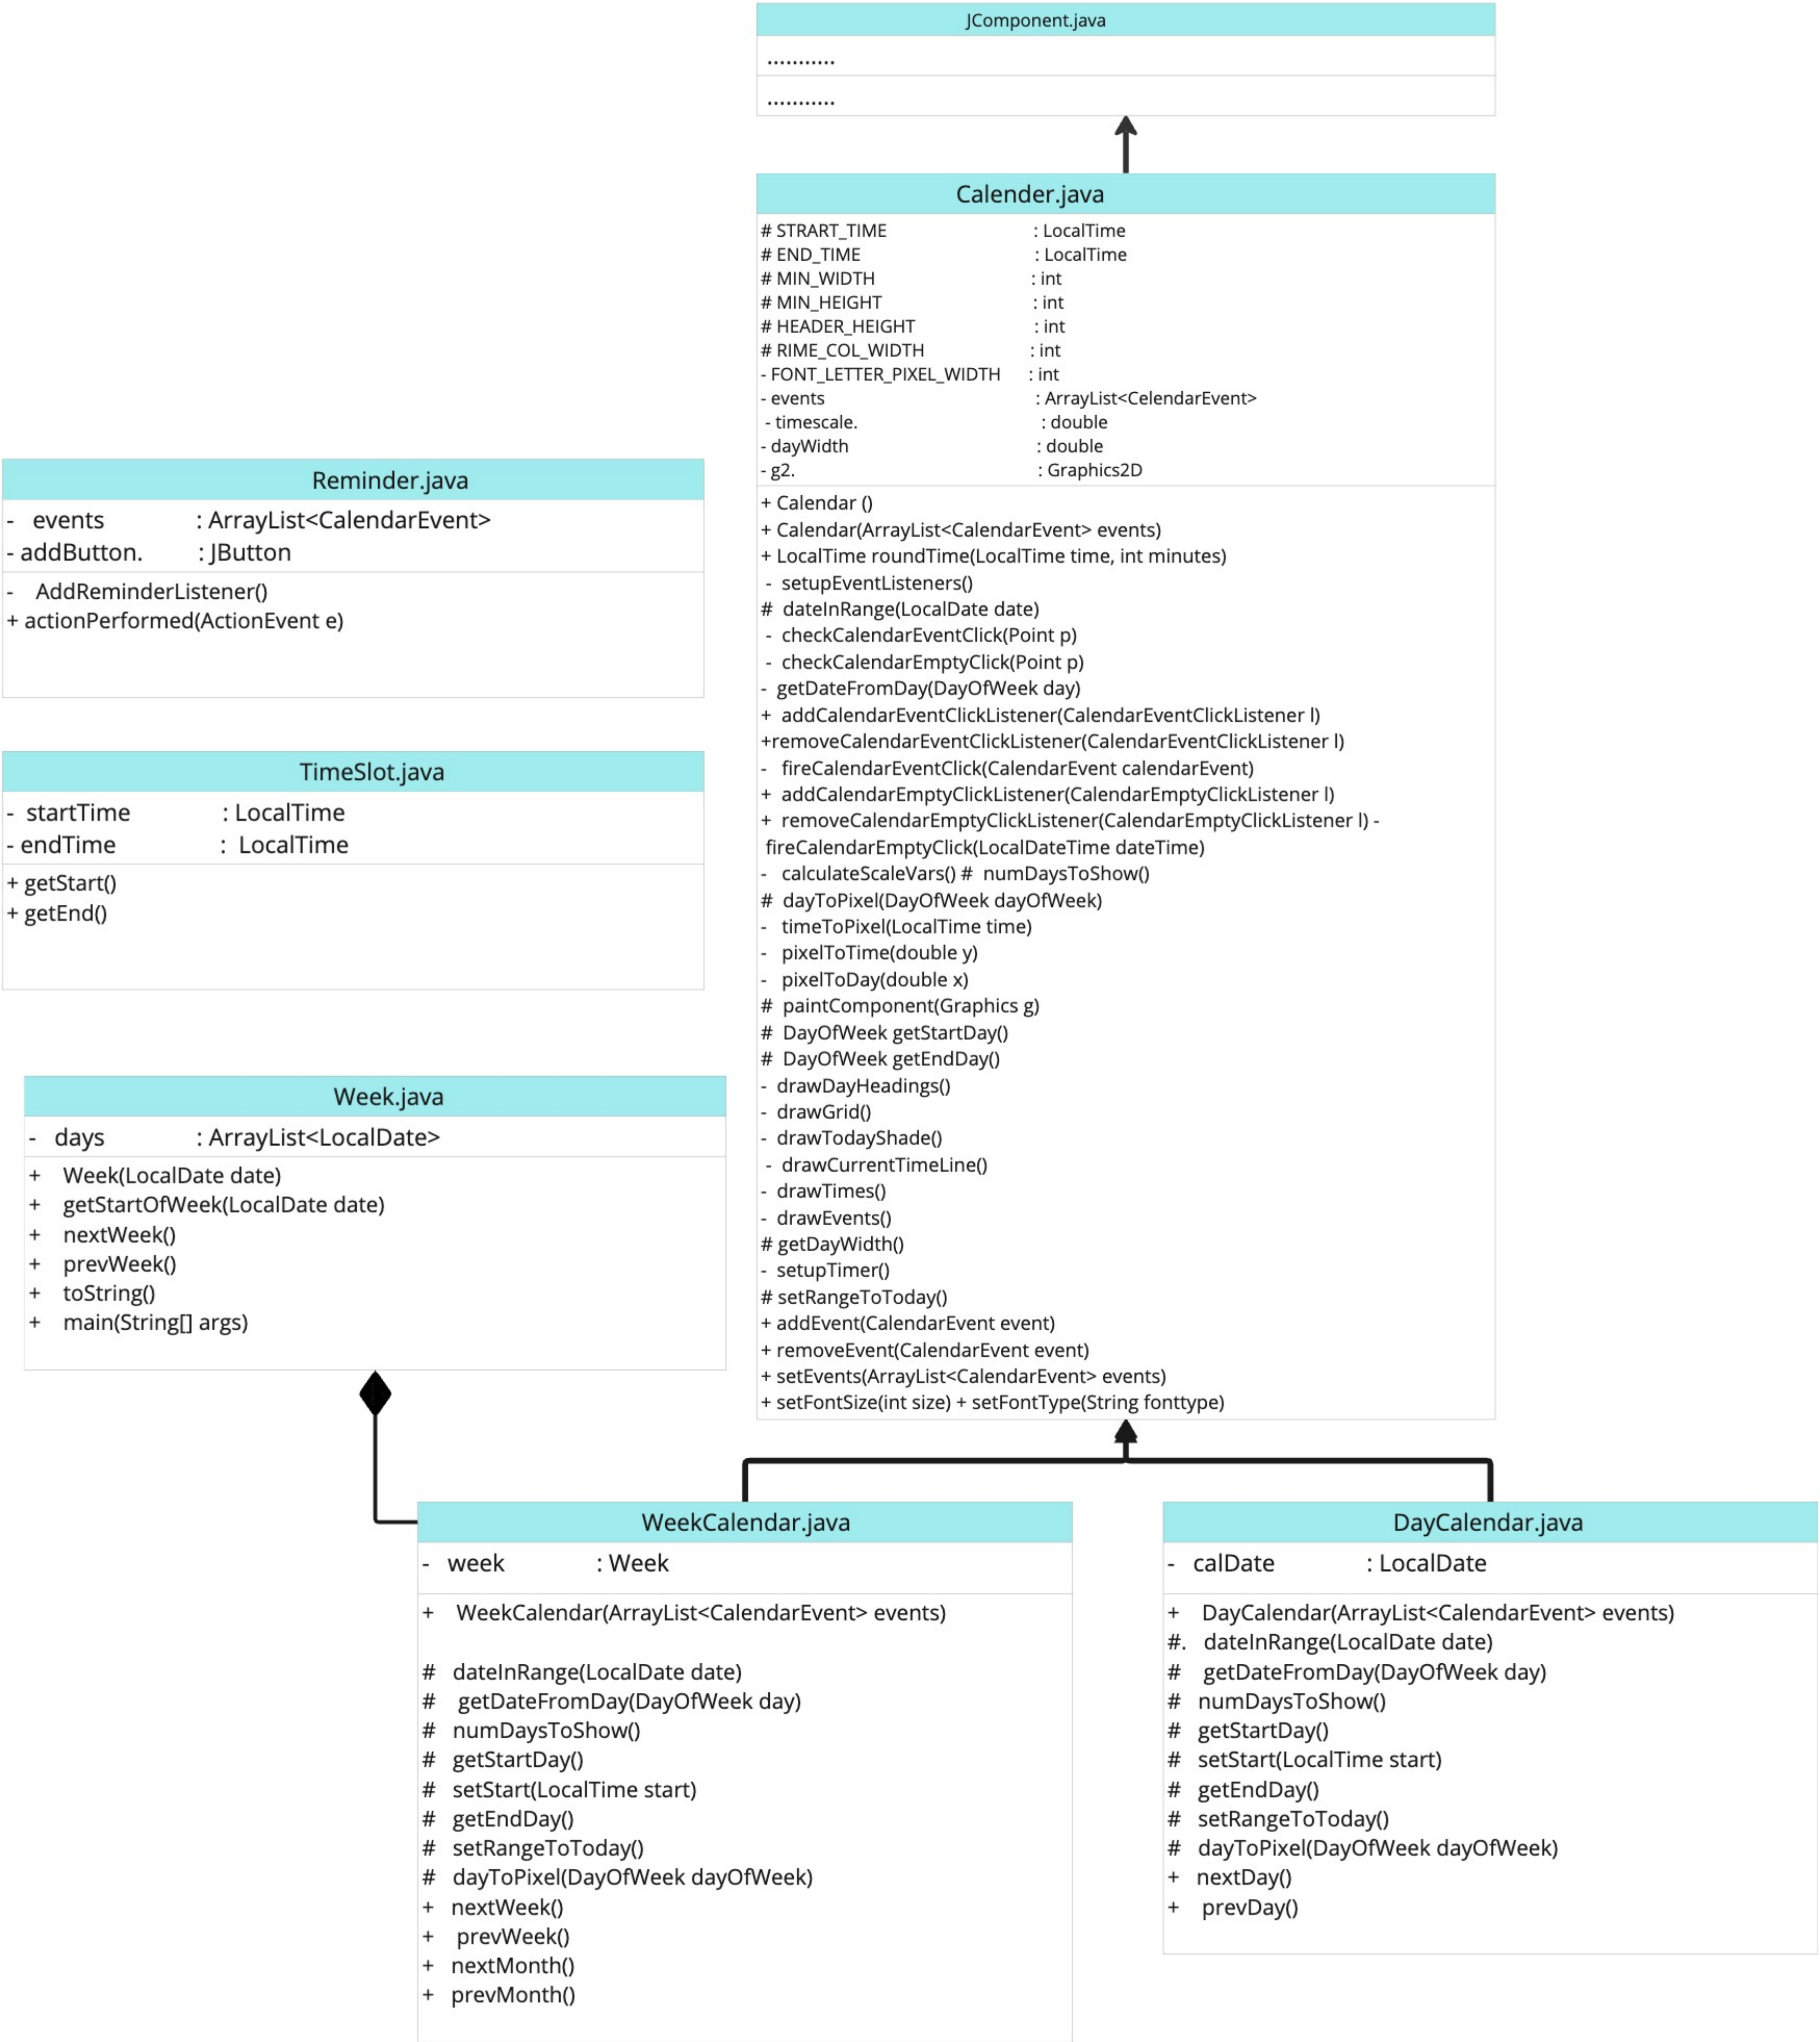 JComponent.java
...........
...........
Calender.java
# STRART_TIME : LocalTime
# END_TIME : LocalTime
# MIN_WIDTH : int
# MIN_HEIGHT : int
# HEADER_HEIGHT : int
# RIME_COL_WIDTH : int
- FONT_LETTER_PIXEL_WIDTH : int
- events : ArrayList<CelendarEvent>
- timescale. : double
- dayWidth : double
- g2. : Graphics2D
+ Calendar ()
+ Calendar(ArrayList<CalendarEvent> events)
+ LocalTime roundTime(LocalTime time, int minutes)
- setupEventListeners()
# dateInRange(LocalDate date)
- checkCalendarEventClick(Point p)
- checkCalendarEmptyClick(Point p)
- getDateFromDay(DayOfWeek day)
+ addCalendarEventClickListener(CalendarEventClickListener l)
+removeCalendarEventClickListener(CalendarEventClickListener l)
- fireCalendarEventClick(CalendarEvent calendarEvent)
+ addCalendarEmptyClickListener(CalendarEmptyClickListener l)
+ removeCalendarEmptyClickListener(CalendarEmptyClickListener l) -
fireCalendarEmptyClick(LocalDateTime dateTime)
- calculateScaleVars() # numDaysToShow()
# dayToPixel(DayOfWeek dayOfWeek)
- timeToPixel(LocalTime time)
- pixelToTime(double y)
- pixelToDay(double x)
# paintComponent(Graphics g)
# DayOfWeek getStartDay()
# DayOfWeek getEndDay()
- drawDayHeadings()
- drawGrid()
- drawTodayShade()
- drawCurrentTimeLine()
- drawTimes()
- drawEvents()
# getDayWidth()
- setupTimer()
# setRangeToToday()
+ addEvent(CalendarEvent event)
+ removeEvent(CalendarEvent event)
+ setEvents(ArrayList<CalendarEvent> events)
+ setFontSize(int size) + setFontType(String fonttype)
Reminder.java
- events : ArrayList<CalendarEvent>
- addButton. : JButton
- AddReminderListener()
+ actionPerformed(ActionEvent e)
TimeSlot.java
- startTime : LocalTime
- endTime : LocalTime
+ getStart()
+ getEnd()
Week.java
- days : ArrayList<LocalDate>
+ Week(LocalDate date)
+ getStartOfWeek(LocalDate date)
+ nextWeek()
+ prevWeek()
+ toString()
+ main(String[] args)
WeekCalendar.java
- week : Week
+ WeekCalendar(ArrayList<CalendarEvent> events)
# dateInRange(LocalDate date)
# getDateFromDay(DayOfWeek day)
# numDaysToShow()
# getStartDay()
# setStart(LocalTime start)
# getEndDay()
# setRangeToToday()
# dayToPixel(DayOfWeek dayOfWeek)
+ nextWeek()
+ prevWeek()
+ nextMonth()
+ prevMonth()
DayCalendar.java
- calDate : LocalDate
+ DayCalendar(ArrayList<CalendarEvent> events)
#. dateInRange(LocalDate date)
# getDateFromDay(DayOfWeek day)
# numDaysToShow()
# getStartDay()
# setStart(LocalTime start)
# getEndDay()
# setRangeToToday()
# dayToPixel(DayOfWeek dayOfWeek)
+ nextDay()
+ prevDay()